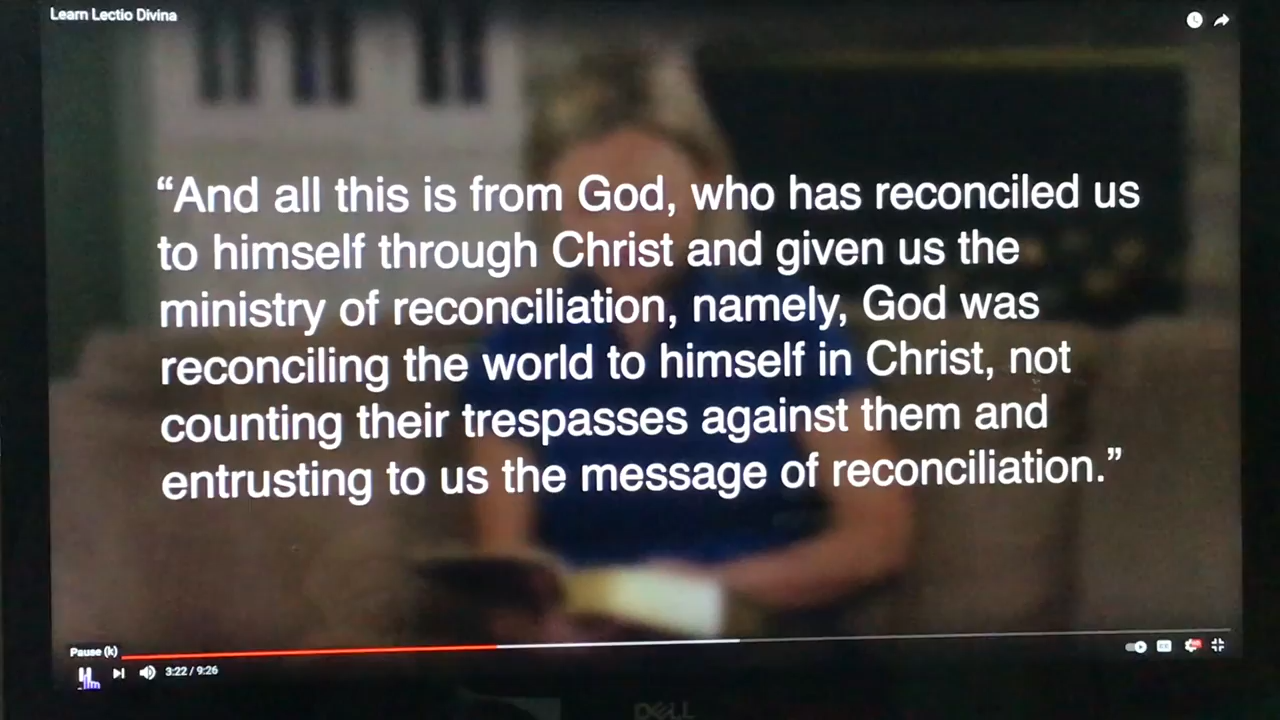 Learn Lectio Divina
“And all this is from God, who has reconciled us
to himself through Christ and given us the
ministry of reconciliation, namely, God was
reconciling the world to himself in Christ, not
counting their trespasses against them and
entrusting to us the message of reconciliation.”
Pause (k)
3:22 / 9:26
DELL